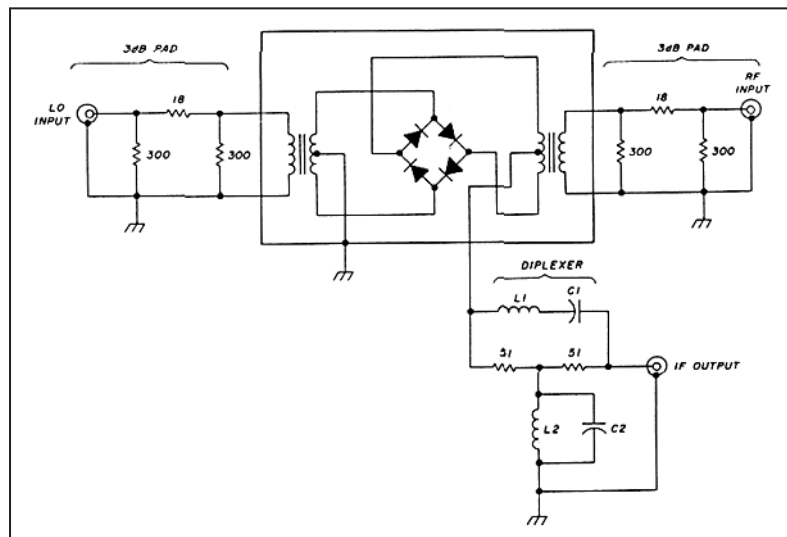 3dB PAD
3dB PAD
LO INPUT
18
300
300
18
RF INPUT
300
300
DIPLEXER
L1
C1
51
51
IF OUTPUT
L2
C2